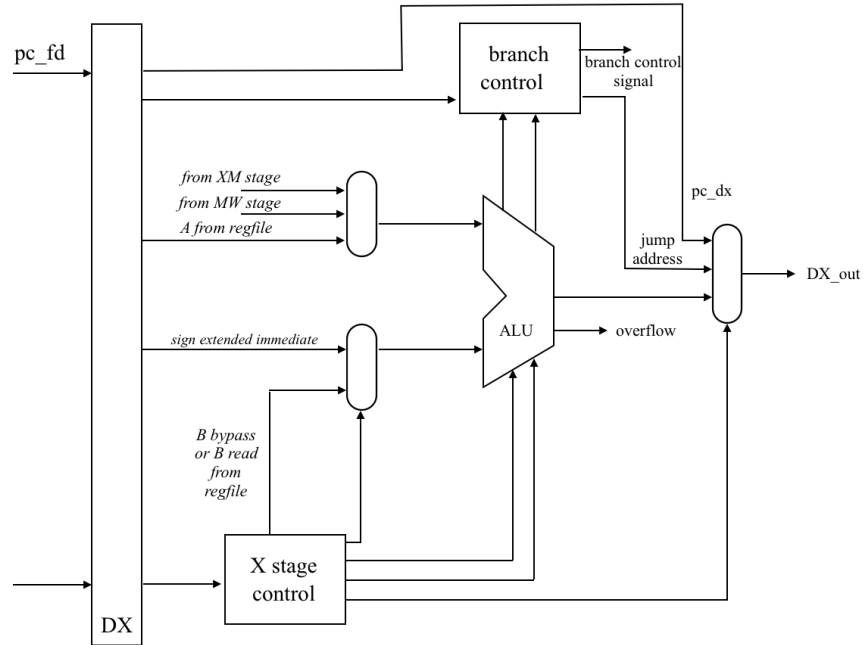 pc_fd
branch
control
branch control
signal
from XM stage
from MW stage
A from regfile
pc_dx
jump
address
DX_out
sign extended immediate
ALU
overflow
B bypass
or B read
from
regfile
X stage
control
DX